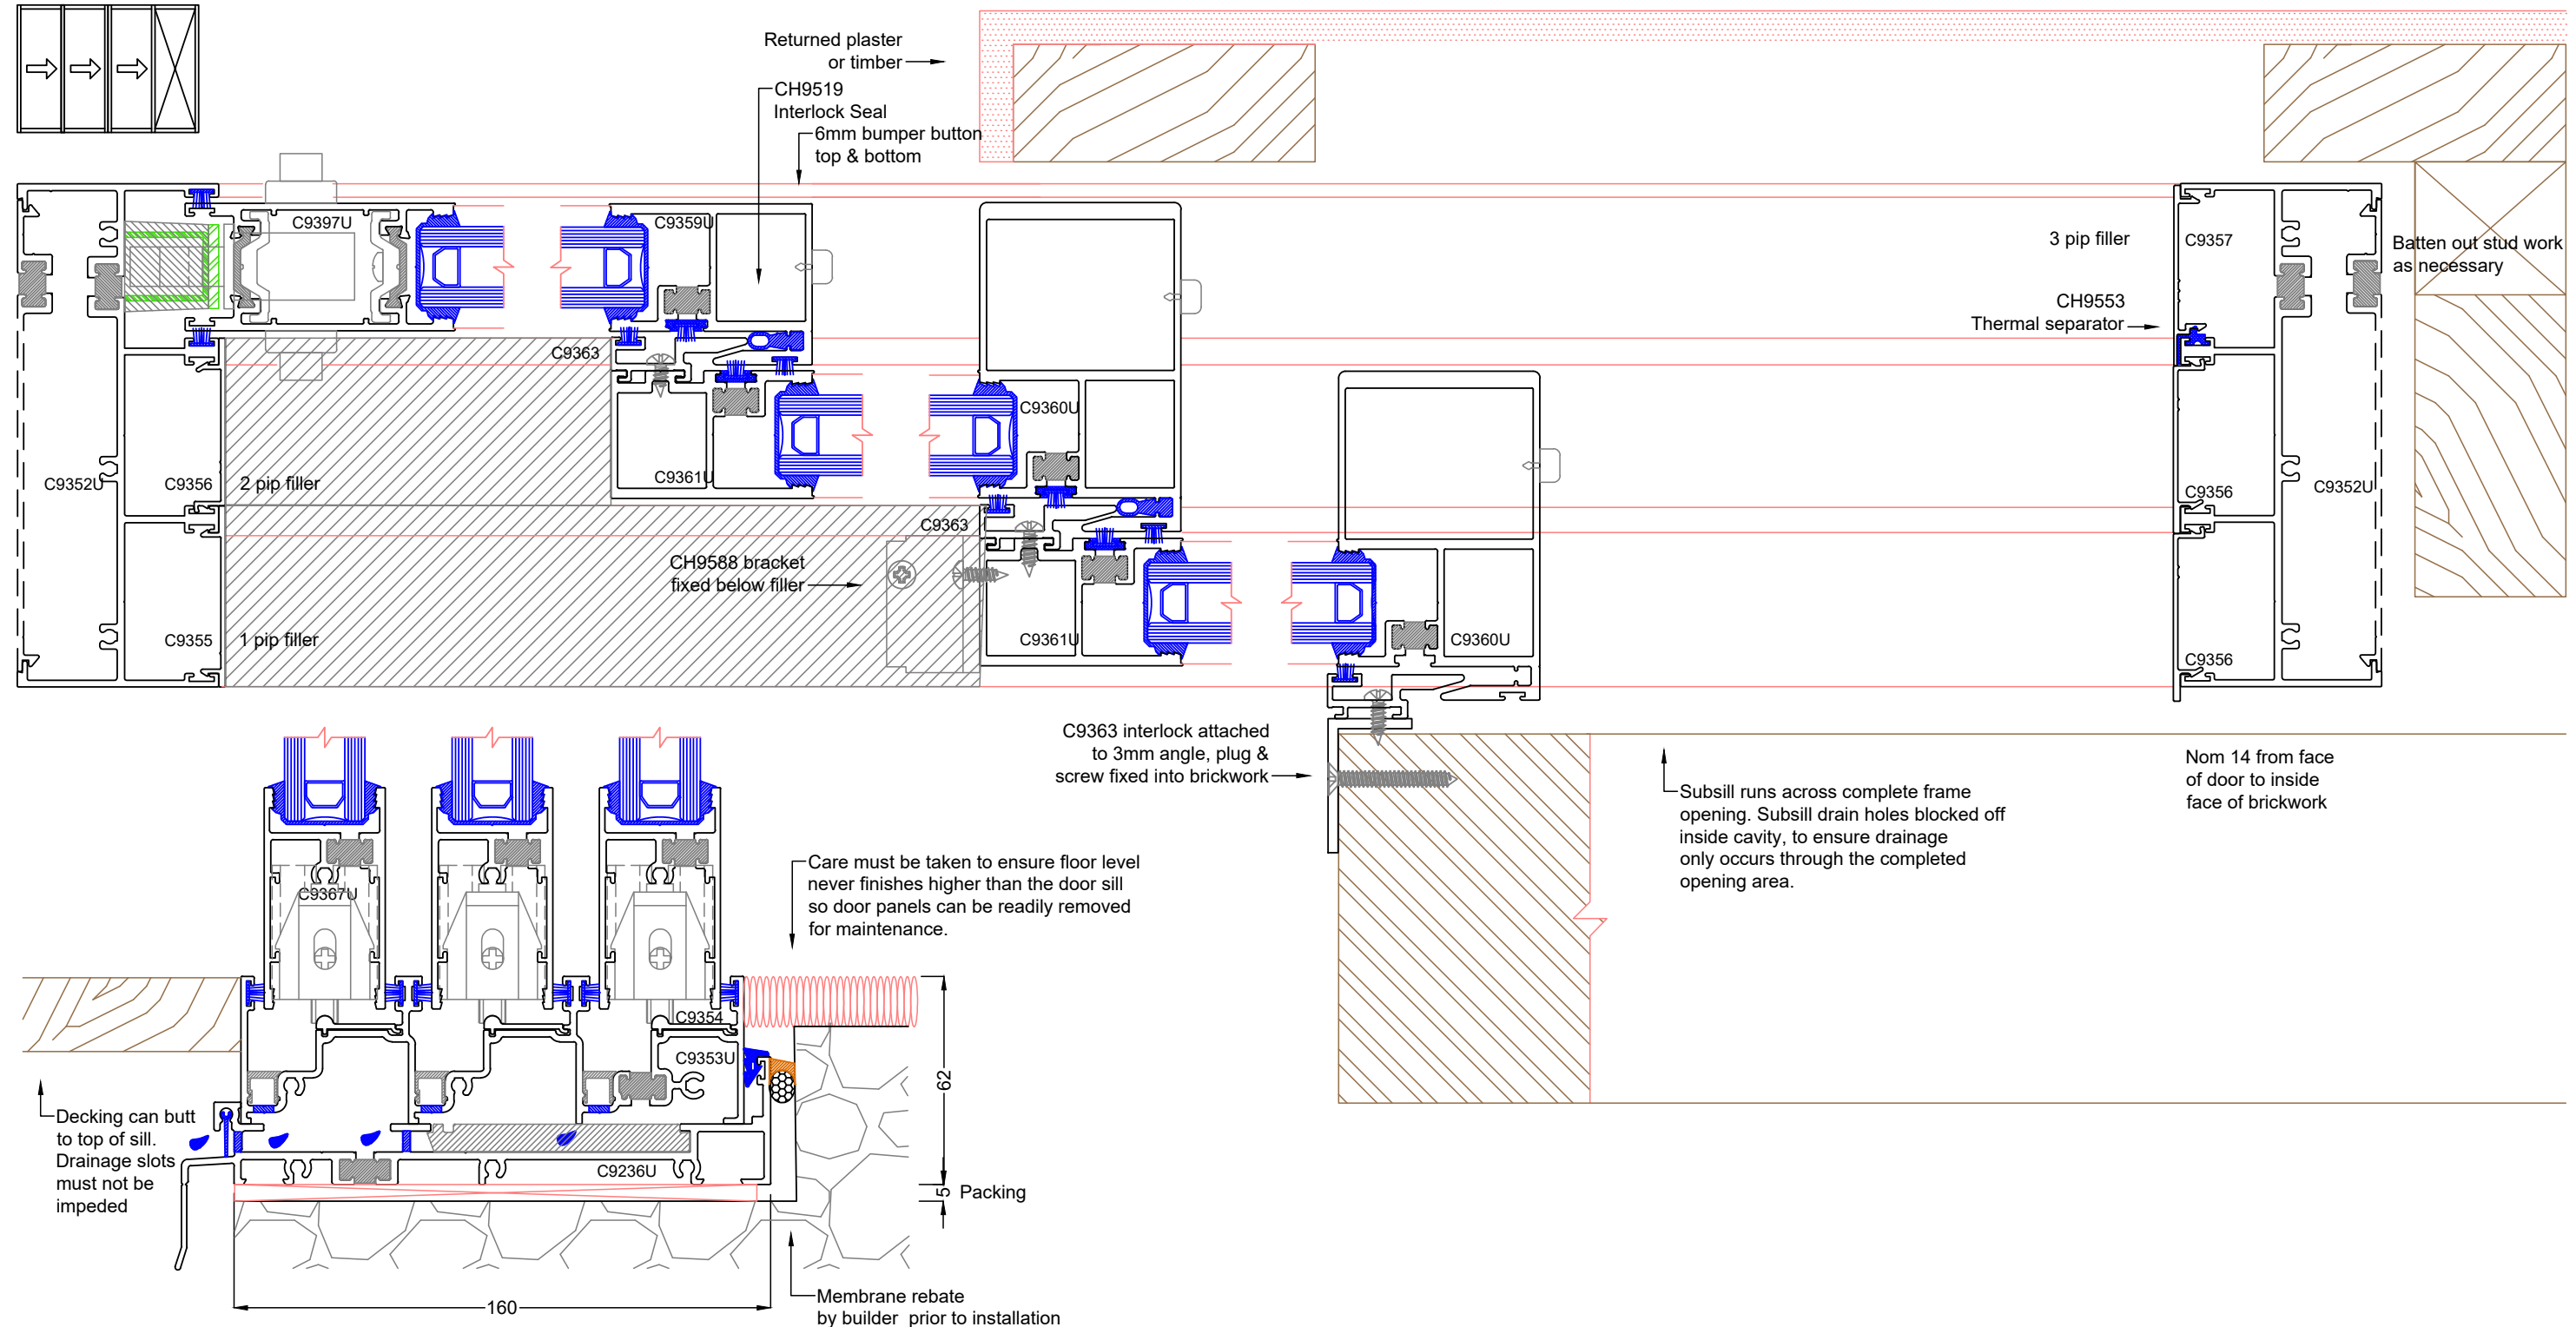 Returned plaster
or timber
CH9519
Interlock Seal
6mm bumper button
top & bottom
C9397U
C9359U
3 pip filler
C9357
Batten out stud work
as necessary
CH9553
Thermal separator
C9363
C9360U
C9352U
C9356
2 pip filler
C9361U
C9356
C9352U
C9363
CH9588 bracket
fixed below filler
C9355
1 pip filler
C9361U
C9360U
C9356
C9363 interlock attached
to 3mm angle, plug &
screw fixed into brickwork
Subsill runs across complete frame
opening. Subsill drain holes blocked off
inside cavity, to ensure drainage
only occurs through the completed
opening area.
Nom 14 from face
of door to inside
face of brickwork
Care must be taken to ensure floor level
never finishes higher than the door sill
so door panels can be readily removed
for maintenance.
C9367U
C9354
C9353U
62
Decking can butt
to top of sill.
Drainage slots
must not be
impeded
C9236U
5
Packing
160
Membrane rebate
by builder prior to installation